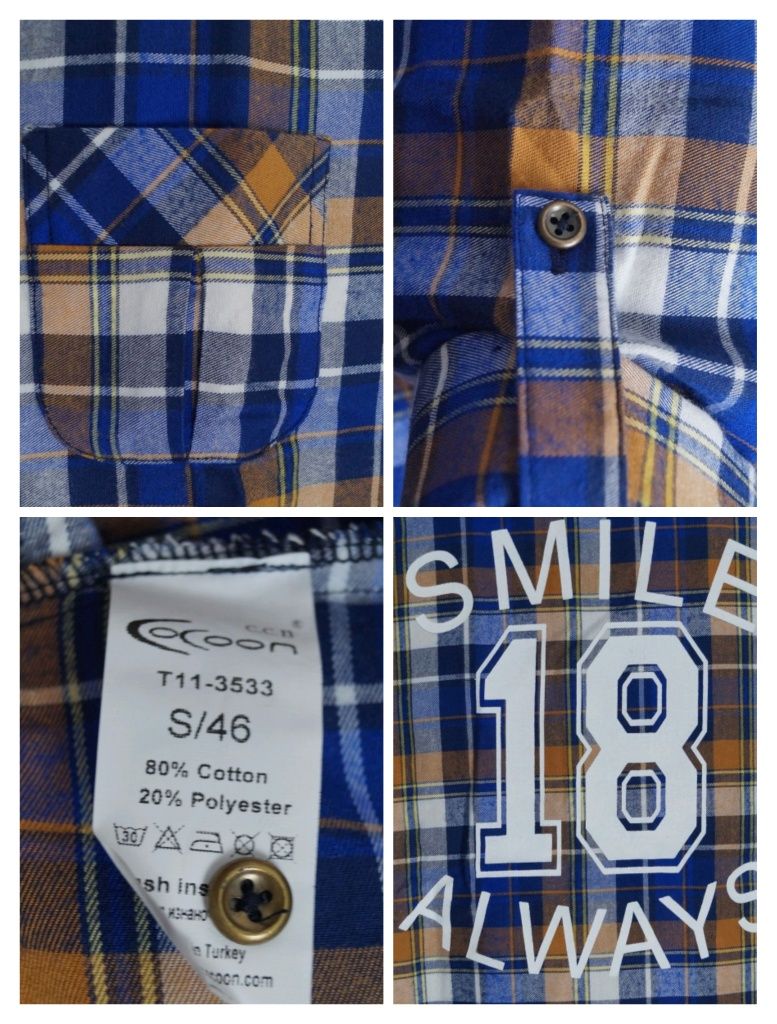 C.C.B ®
Cocoon
T11-3533
S/46
80% Cotton
20% Polyester
30
Turkey
SMILE
18
ALWAYS